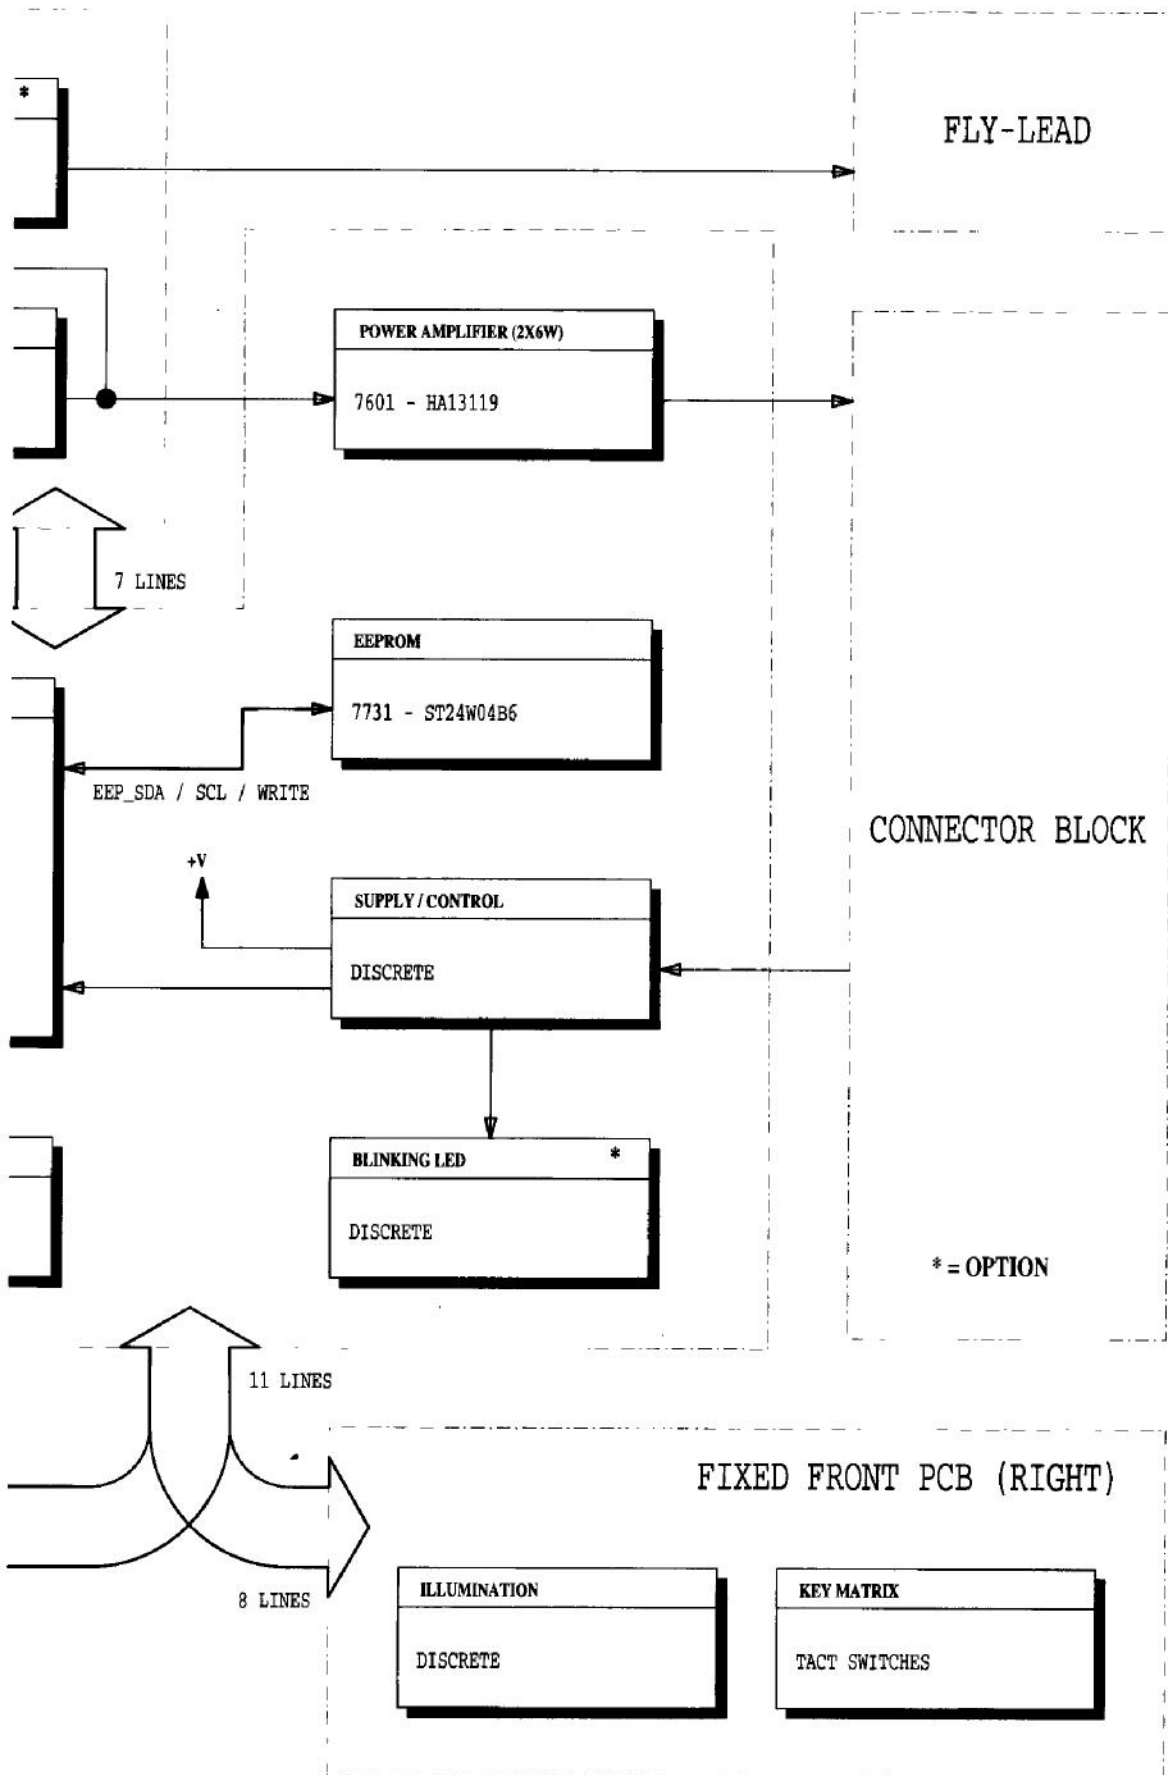 *
FLY-LEAD
POWER AMPLIFIER (2X6W)
7601 - HA13119
7 LINES
EEPROM
7731 - ST24W04B6
EEP_SDA / SCL / WRITE
CONNECTOR BLOCK
+V
SUPPLY / CONTROL
DISCRETE
BLINKING LED *
DISCRETE
* = OPTION
11 LINES
FIXED FRONT PCB (RIGHT)
8 LINES
ILLUMINATION
DISCRETE
KEY MATRIX
TACT SWITCHES